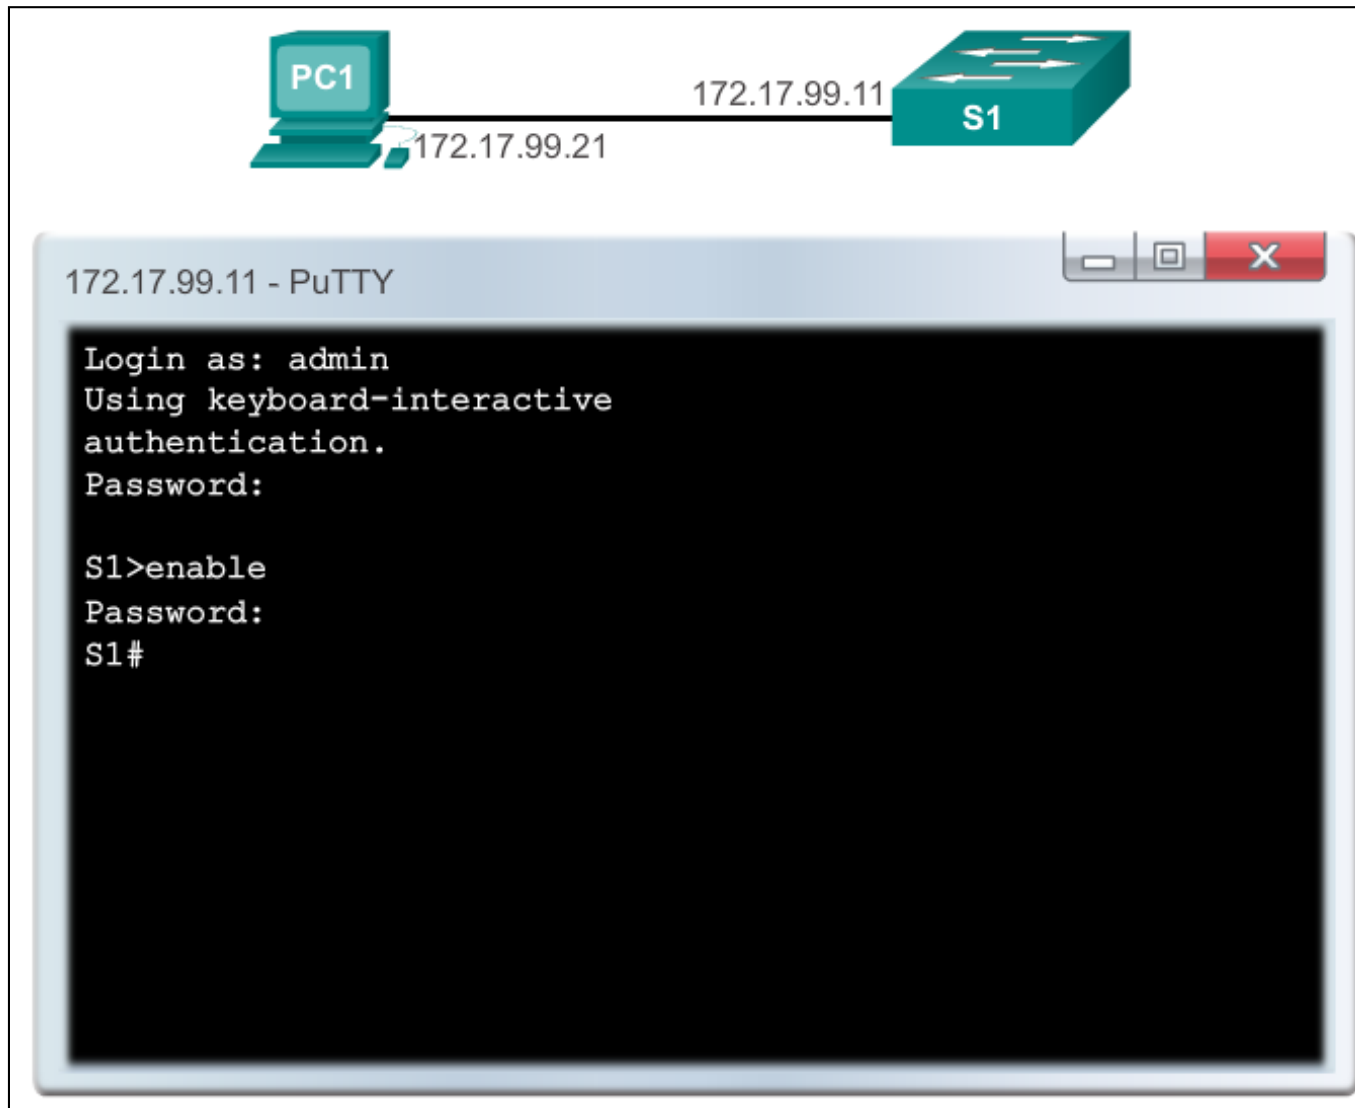 PC1
172.17.99.11
S1
172.17.99.21
172.17.99.11 - PuTTY
Login as: admin
Using keyboard-interactive
authentication.
Password:
S1>enable
Password:
S1#